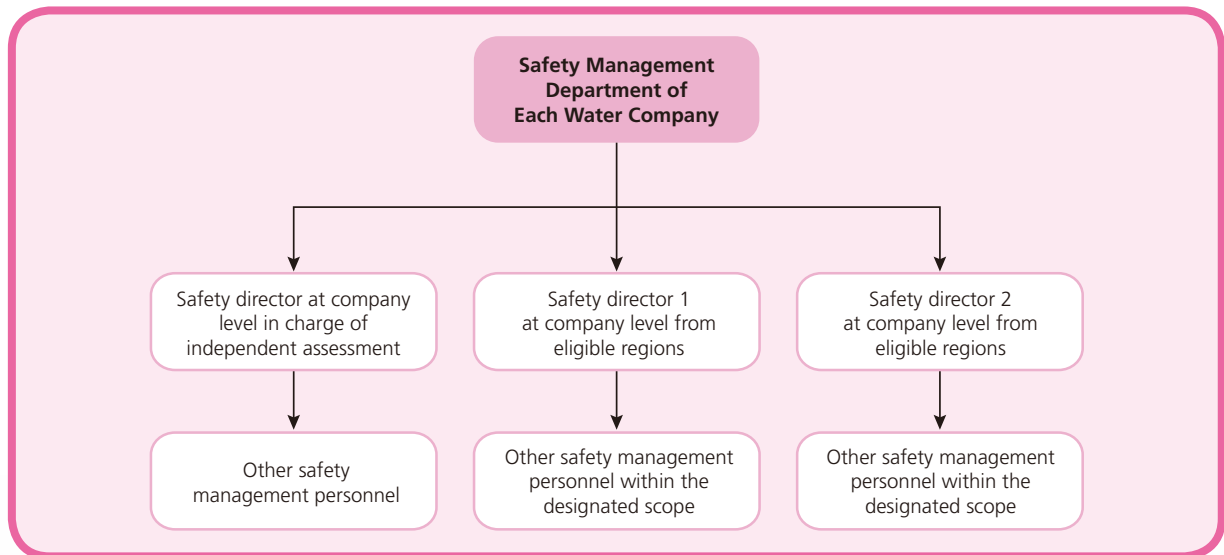 Safety Management
Department of
Each Water Company
Safety director at company
level in charge of
independent assessment
Safety director 1
at company level from
eligible regions
Safety director 2
at company level from
eligible regions
Other safety
management personnel
Other safety management
personnel within the
designated scope
Other safety management
personnel within the
designated scope